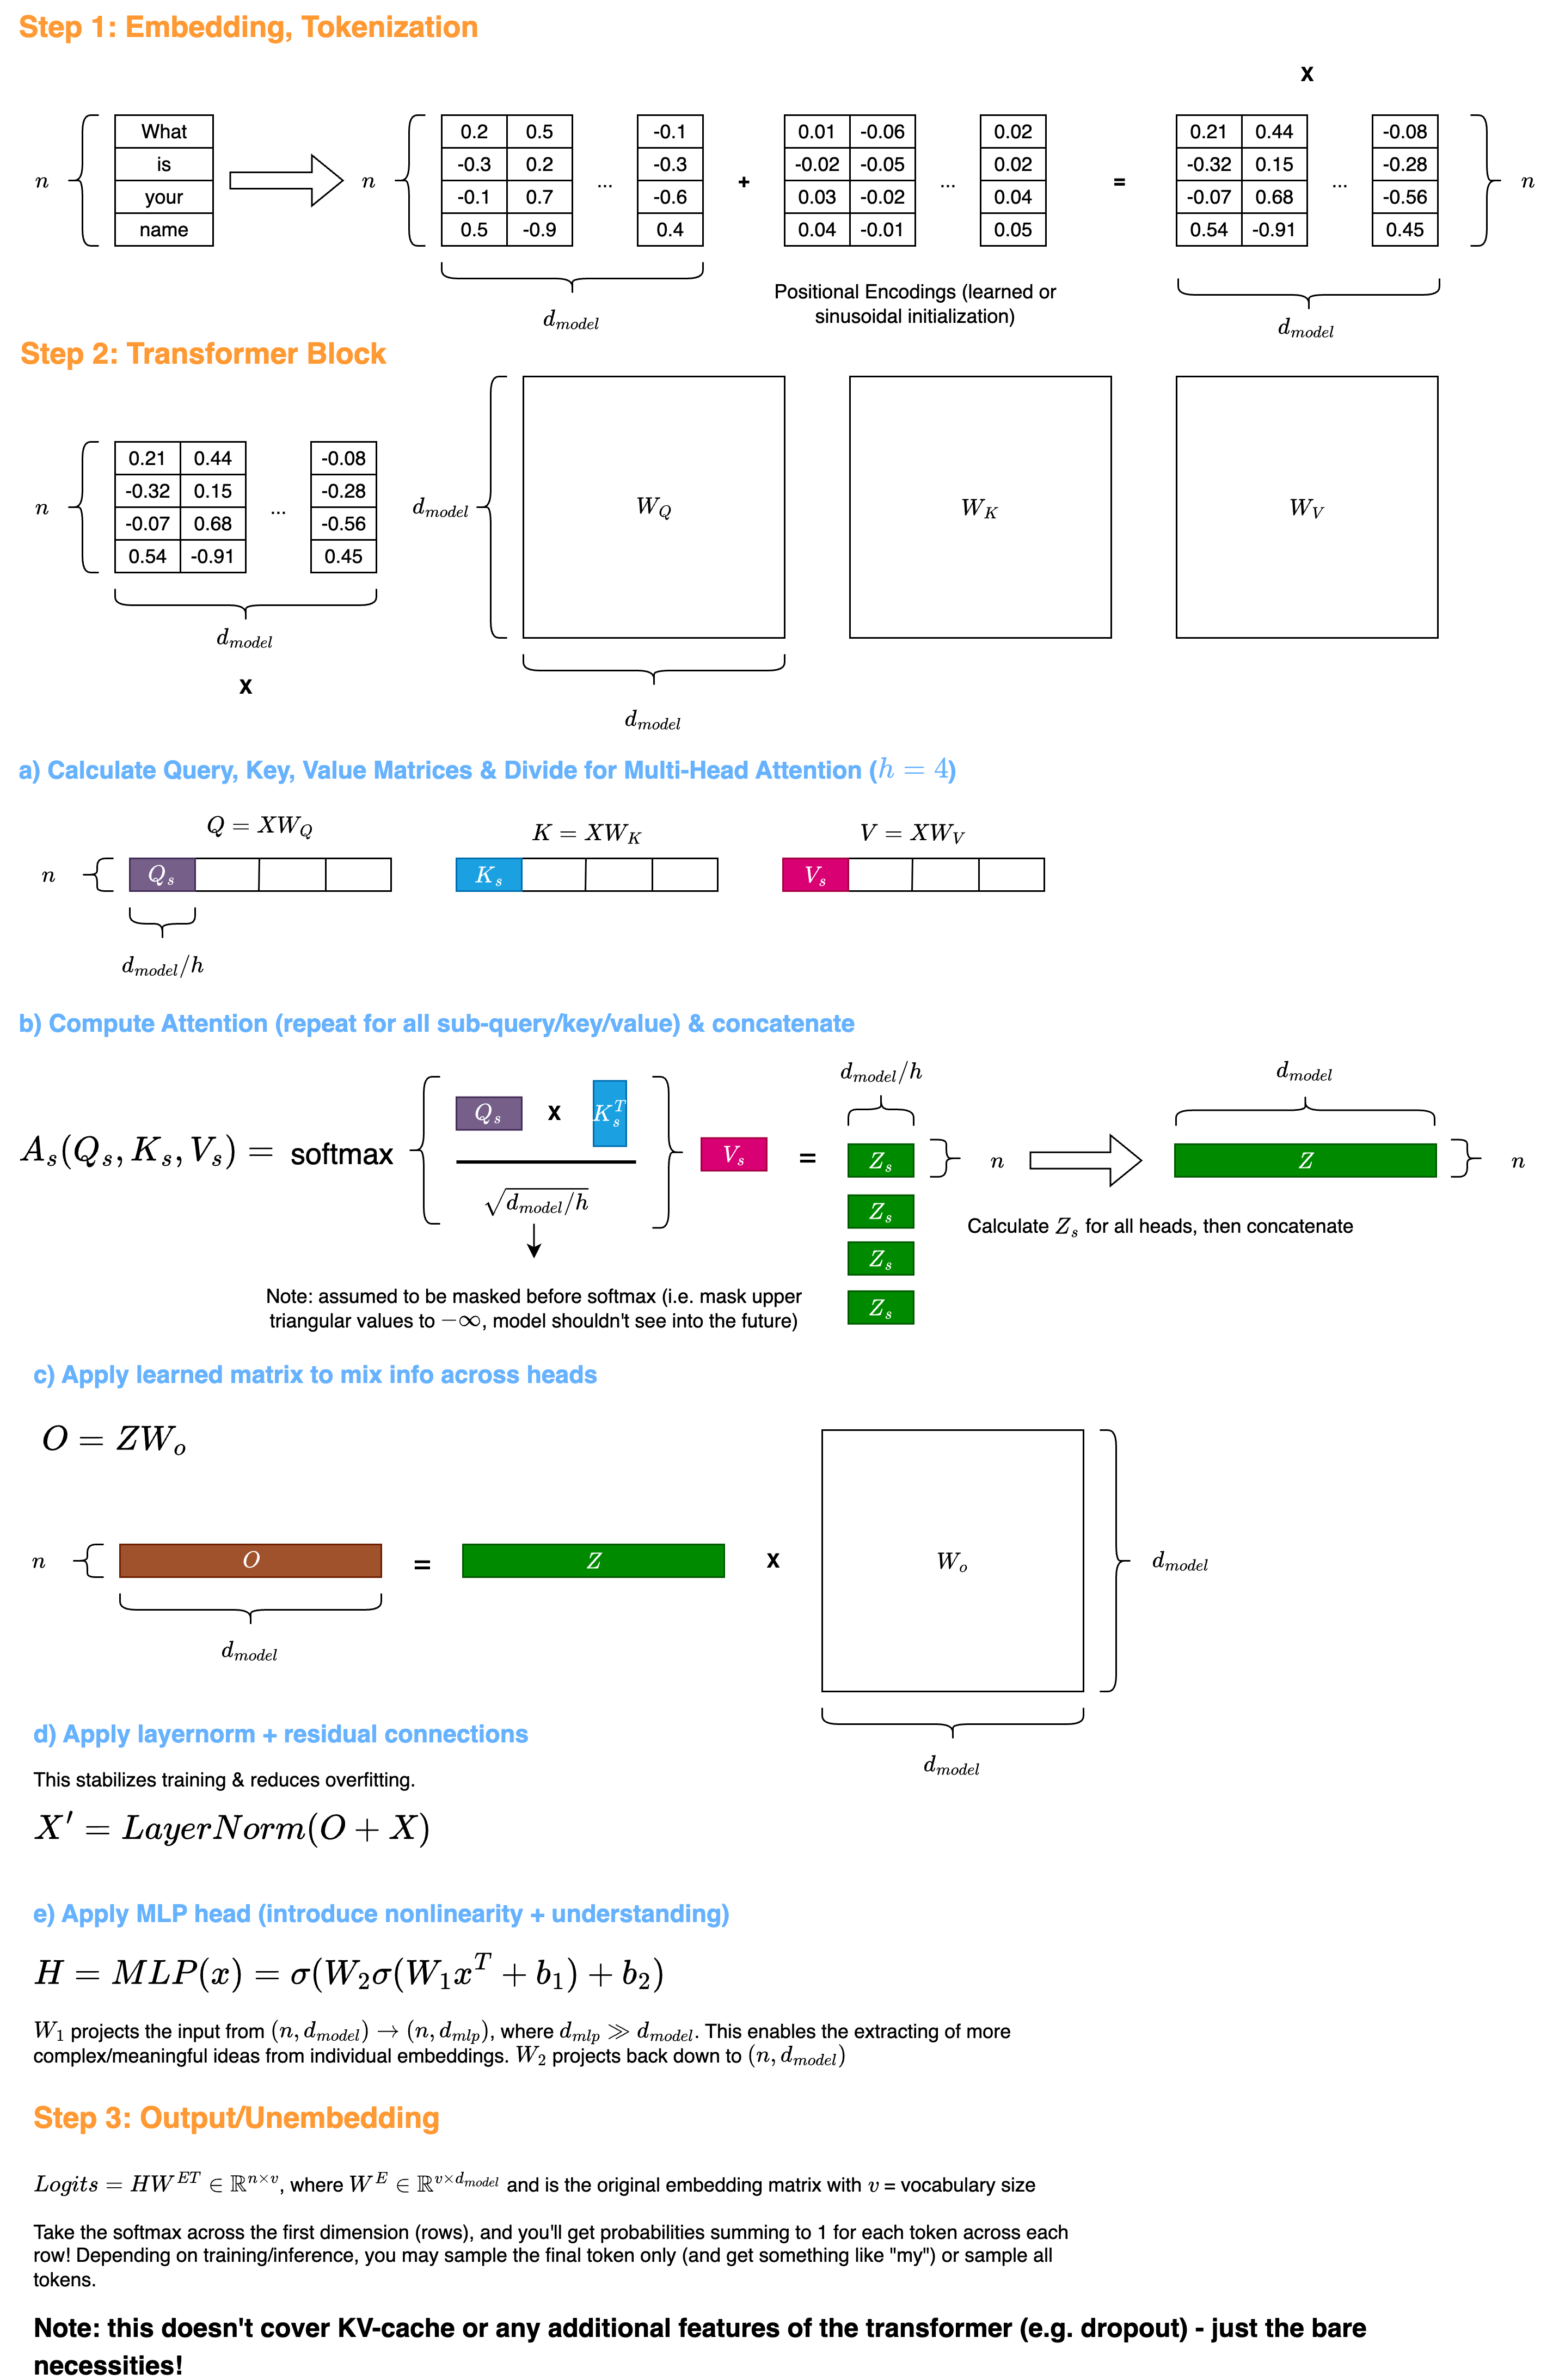 Step 1: Embedding, Tokenization
X
n
What
is
your
name
n
0.2 0.5 ... -0.1
-0.3 0.2 -0.3
-0.1 0.7 -0.6
0.5 -0.9 0.4
d_{model}
+
0.01 -0.06 ... 0.02
-0.02 -0.05 0.02
0.03 -0.02 0.04
0.04 -0.01 0.05
Positional Encodings (learned or
sinusoidal initialization)
=
0.21 0.44 ... -0.08
-0.32 0.15 -0.28
-0.07 0.68 -0.56
0.54 -0.91 0.45
n
d_{model}
Step 2: Transformer Block
n
0.21 0.44 ... -0.08
-0.32 0.15 -0.28
-0.07 0.68 -0.56
0.54 -0.91 0.45
d_{model}
X
d_{model}
W_Q
d_{model}
W_K
W_V
a) Calculate Query, Key, Value Matrices & Divide for Multi-Head Attention (h = 4)
Q = XW_Q
K = XW_K
V = XW_V
n
Q_s
K_s
V_s
d_{model}/h
b) Compute Attention (repeat for all sub-query/key/value) & concatenate
A_s(Q_s, K_s, V_s) = softmax
Q_s X K_s^T
\sqrt{d_{model}/h}
V_s
=
d_{model}/h
Z_s
n
Z_s
Z_s
Z_s
d_{model}
Z
n
Calculate Z_s for all heads, then concatenate
Note: assumed to be masked before softmax (i.e. mask upper
triangular values to −∞, model shouldn't see into the future)
c) Apply learned matrix to mix info across heads
O = ZW_o
n
O
d_{model}
=
Z
X
W_o
d_{model}
d_{model}
d) Apply layernorm + residual connections
This stabilizes training & reduces overfitting.
X′ = LayerNorm(O + X)
e) Apply MLP head (introduce nonlinearity + understanding)
H = MLP(x) = σ(W_2σ(W_1x^T + b_1) + b_2)
W_1 projects the input from (n, d_{model}) → (n, d_{mlp}), where d_{mlp} ≫ d_{model}. This enables the extracting of more
complex/meaningful ideas from individual embeddings. W_2 projects back down to (n, d_{model})
Step 3: Output/Unembedding
Logits = HW^{ET} ∈ ℝ^{n×v}, where W^E ∈ ℝ^{v×d_{model}} and is the original embedding matrix with v = vocabulary size
Take the softmax across the first dimension (rows), and you'll get probabilities summing to 1 for each token across each
row! Depending on training/inference, you may sample the final token only (and get something like "my") or sample all
tokens.
Note: this doesn't cover KV-cache or any additional features of the transformer (e.g. dropout) - just the bare
necessities!